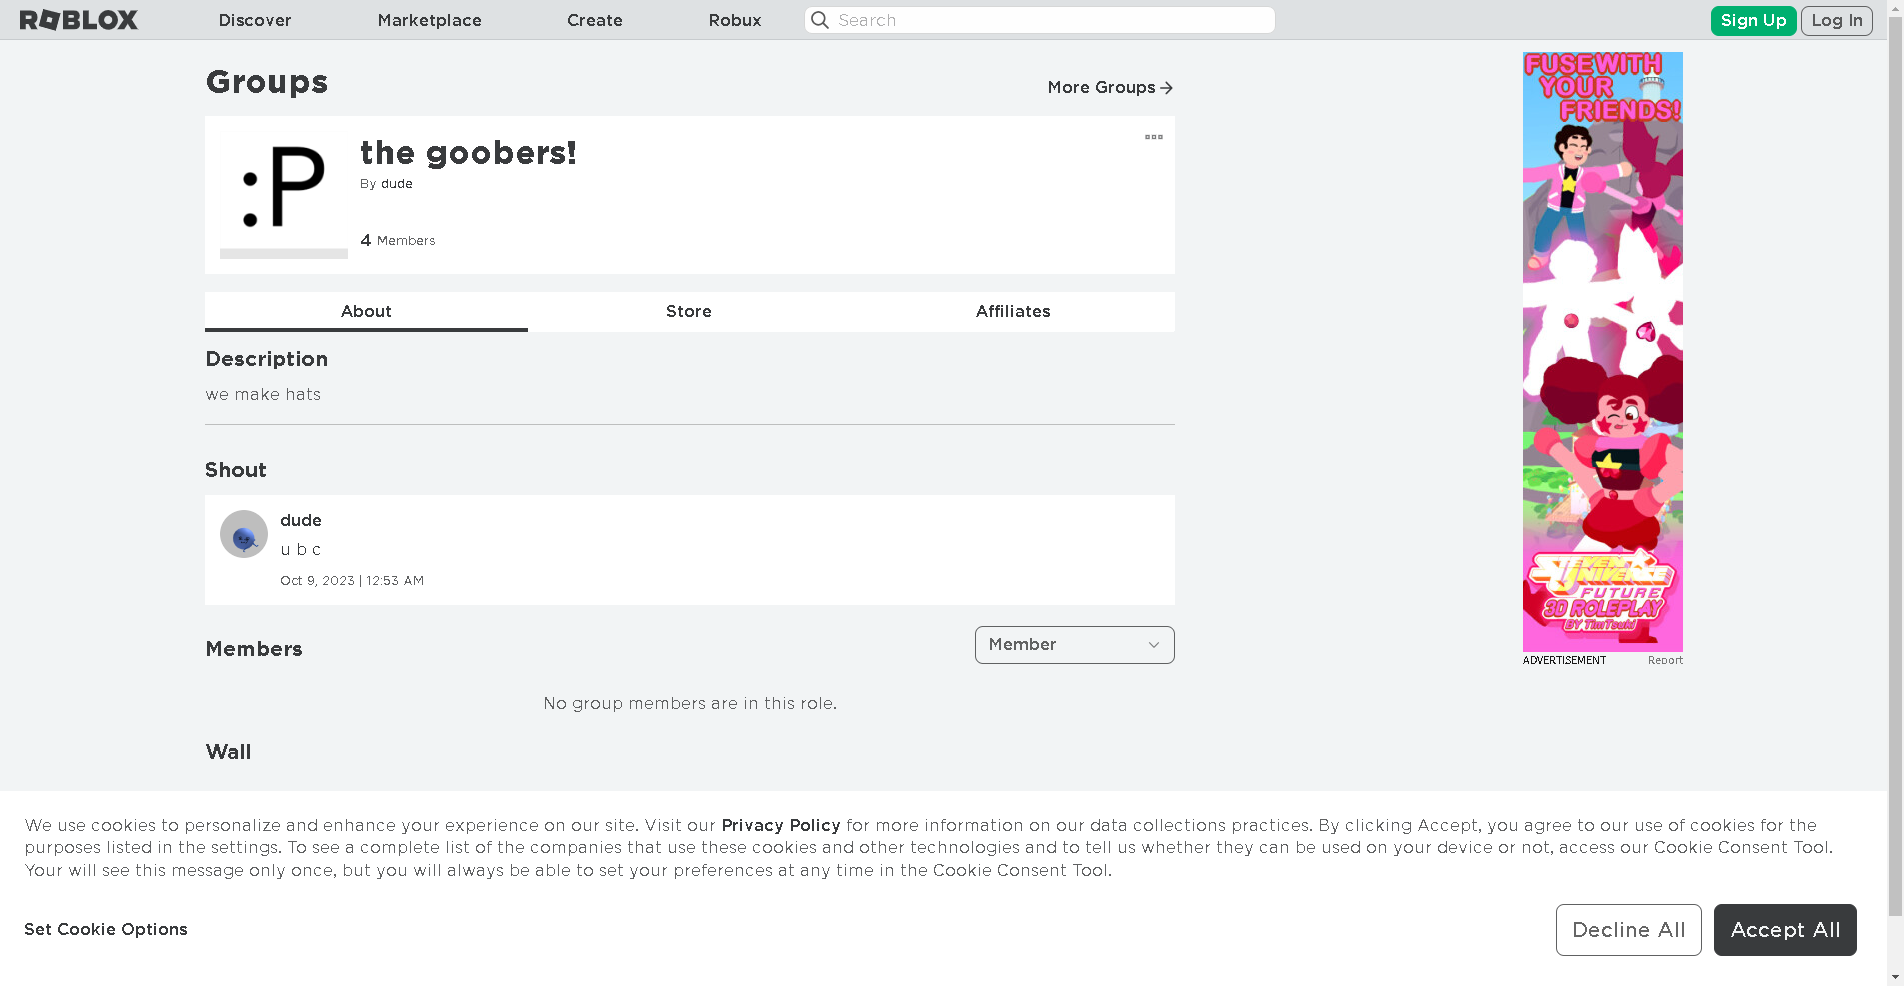 ROBLOX
Discover
Marketplace
Create
Robux
Search
Sign Up
Log In
Groups
More Groups
:P
the goobers!
By dude
4 Members
About
Store
Affiliates
Description
we make hats
Shout
dude
u b c
Oct 9, 2023 | 12:53 AM
Members
Member
No group members are in this role.
Wall
FUSE WITH
YOUR
FRIENDS!
STEVEN
UNIVERSE
FUTURE
3D ROLEPLAY
BY TimTsuki
ADVERTISEMENT
Report
We use cookies to personalize and enhance your experience on our site. Visit our Privacy Policy for more information on our data collections practices. By clicking Accept, you agree to our use of cookies for the
purposes listed in the settings. To see a complete list of the companies that use these cookies and other technologies and to tell us whether they can be used on your device or not, access our Cookie Consent Tool.
Your will see this message only once, but you will always be able to set your preferences at any time in the Cookie Consent Tool.
Set Cookie Options
Decline All
Accept All